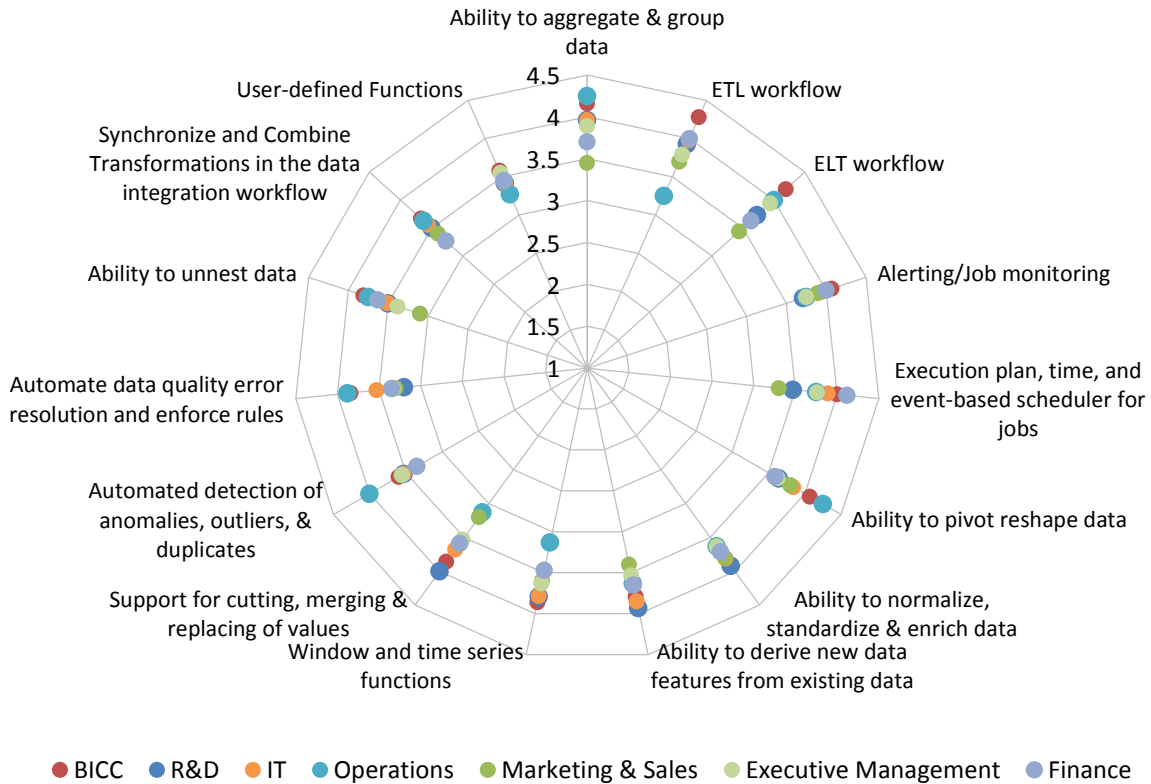 Ability to aggregate & group
data
4.5
ETL workflow
User-defined Functions
4
Synchronize and Combine
Transformations in the data
integration workflow
3.5
ELT workflow
3
2.5
Ability to unnest data
Alerting/Job monitoring
2
1.5
1
Automate data quality error
resolution and enforce rules
Execution plan, time, and
event-based scheduler for
jobs
Automated detection of
anomalies, outliers, &
duplicates
Ability to pivot reshape data
Support for cutting, merging &
replacing of values
Ability to normalize,
standardize & enrich data
Window and time series
functions
Ability to derive new data
features from existing data
BICC R&D IT Operations Marketing & Sales Executive Management Finance